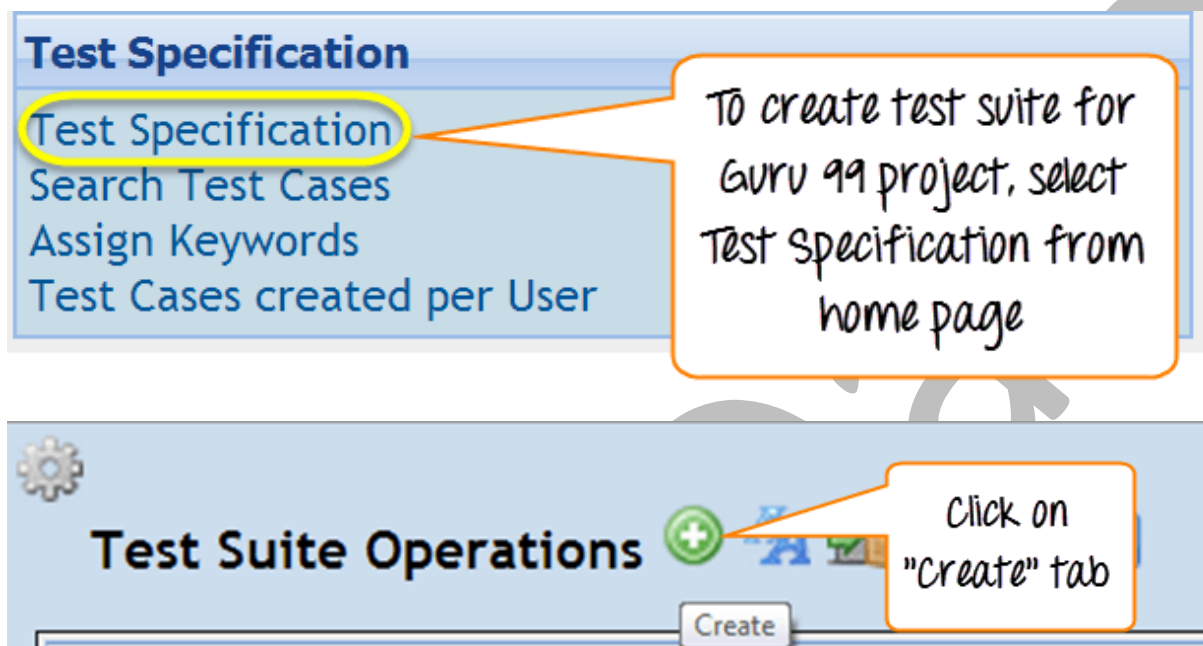 Test Specification
Test Specification
Search Test Cases
Assign Keywords
Test Cases created per User
To create test suite for
Guru 99 project, select
Test Specification from
home page
Test Suite Operations
Click on
"Create" tab
Create